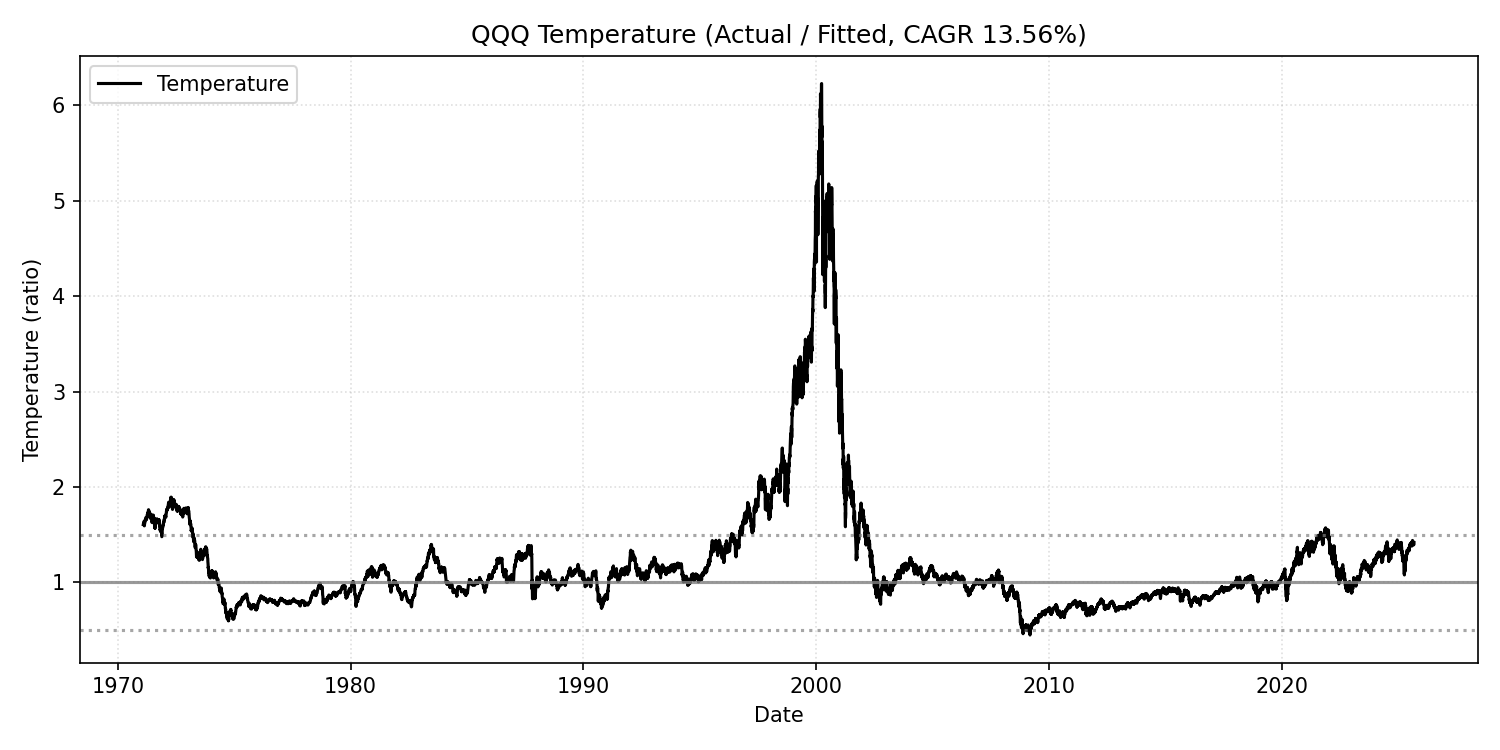 QQQ Temperature (Actual / Fitted, CAGR 13.56%)
Temperature
Temperature (ratio)
6
5
4
3
2
1
1970 1980 1990 2000 2010 2020
Date